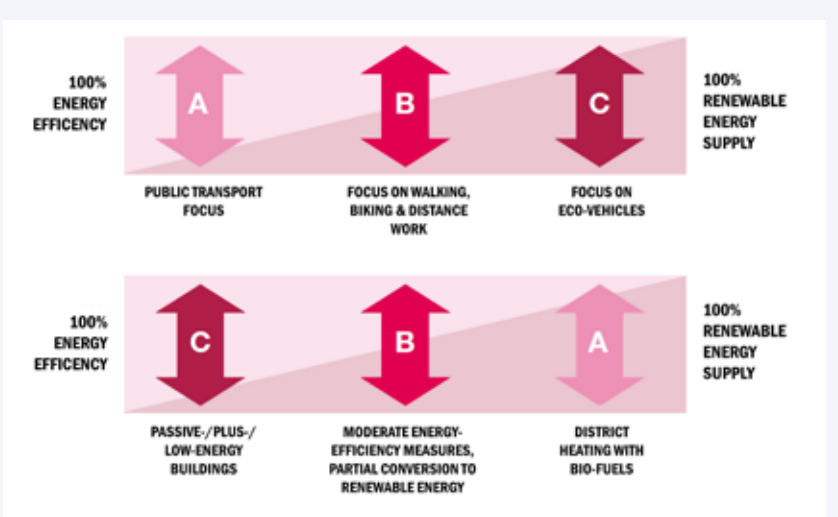 100%
ENERGY
EFFICENCY
A
B
C
100%
RENEWABLE
ENERGY
SUPPLY
PUBLIC TRANSPORT
FOCUS
FOCUS ON WALKING,
BIKING & DISTANCE
WORK
FOCUS ON
ECO-VEHICLES
100%
ENERGY
EFFICENCY
C
B
A
100%
RENEWABLE
ENERGY
SUPPLY
PASSIVE-/PLUS-/
LOW-ENERGY
BUILDINGS
MODERATE ENERGY-
EFFICIENCY MEASURES,
PARTIAL CONVERSION TO
RENEWABLE ENERGY
DISTRICT
HEATING WITH
BIO-FUELS